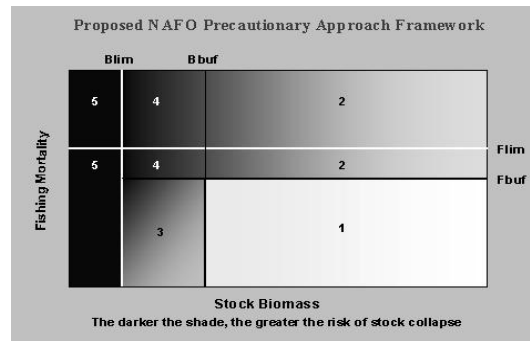 Proposed NAFO Precautionary Approach Framework
Blim Bbuf
5 4 2
Flim
5 4 2
Fbuf
3 1
Fishing Mortality
Stock Biomass
The darker the shade, the greater the risk of stock collapse